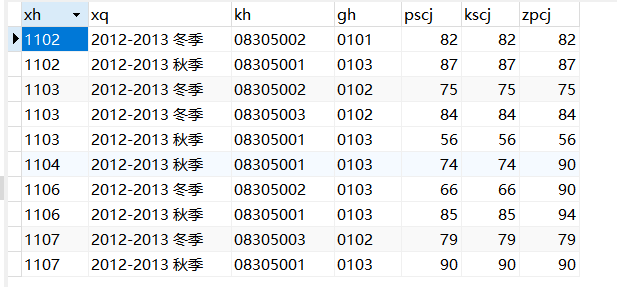 xh xq kh gh pscj kscj zpcj
1102 2012-2013 冬季 08305002 0101 82 82 82
1102 2012-2013 秋季 08305001 0103 87 87 87
1103 2012-2013 冬季 08305002 0102 75 75 75
1103 2012-2013 冬季 08305003 0102 84 84 84
1103 2012-2013 秋季 08305001 0103 56 56 56
1104 2012-2013 秋季 08305001 0103 74 74 90
1106 2012-2013 冬季 08305002 0103 66 66 90
1106 2012-2013 秋季 08305001 0103 85 85 94
1107 2012-2013 冬季 08305003 0102 79 79 79
1107 2012-2013 秋季 08305001 0103 90 90 90